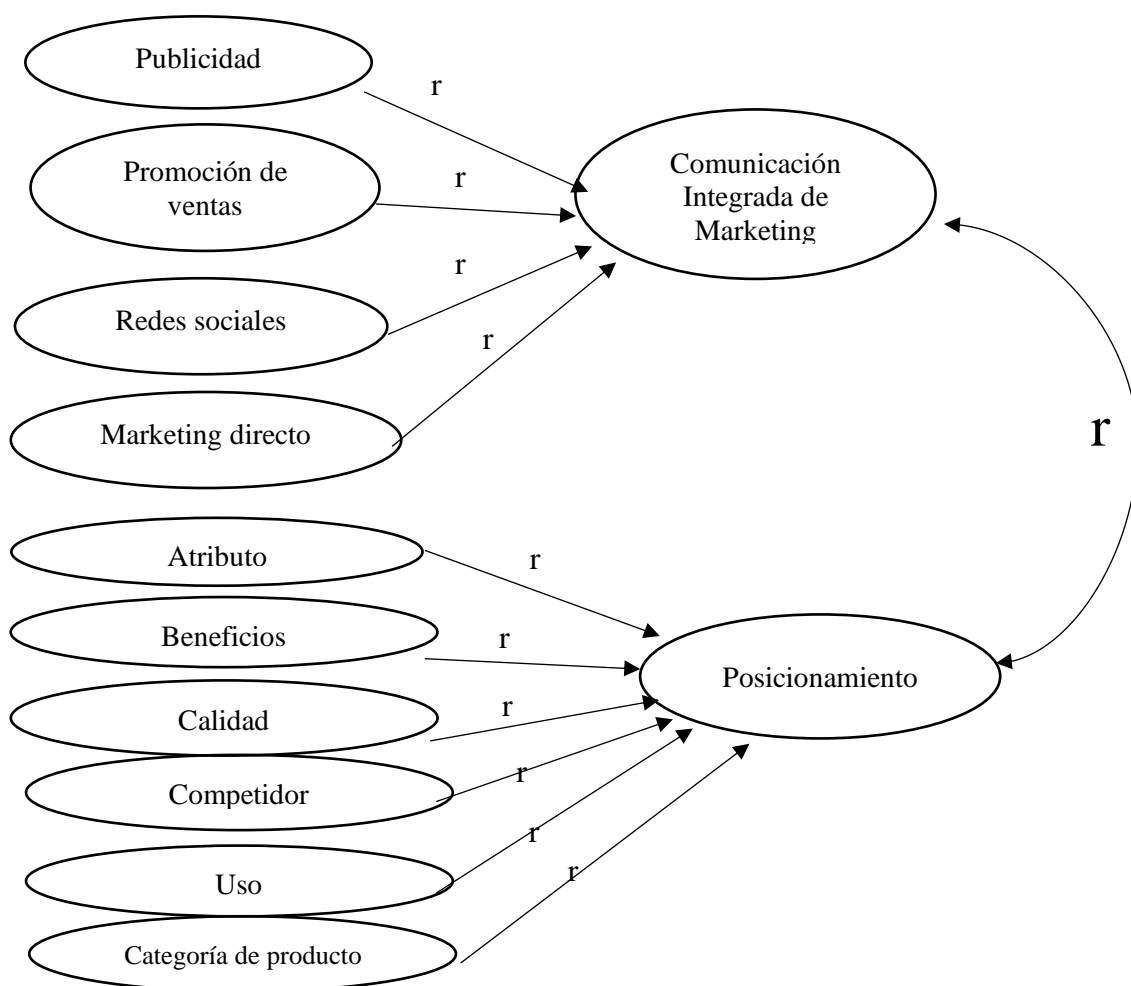 Publicidad
r
Promoción de
ventas
r
Comunicación
Integrada de
Marketing
Redes sociales
r
r
Marketing directo
r
Atributo
r
Beneficios
r
Posicionamiento
Calidad
r
Competidor
r
Uso
r
Categoría de producto
r